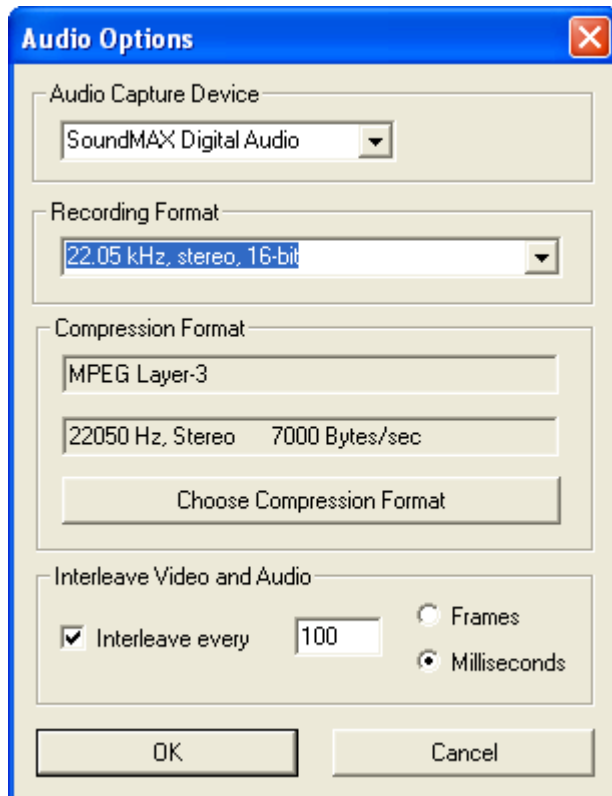 Audio Options
Audio Capture Device
SoundMAX Digital Audio
Recording Format
22.05 kHz, stereo, 16-bit
Compression Format
MPEG Layer-3
22050 Hz, Stereo 7000 Bytes/sec
Choose Compression Format
Interleave Video and Audio
Interleave every 100
Frames
Milliseconds
OK Cancel